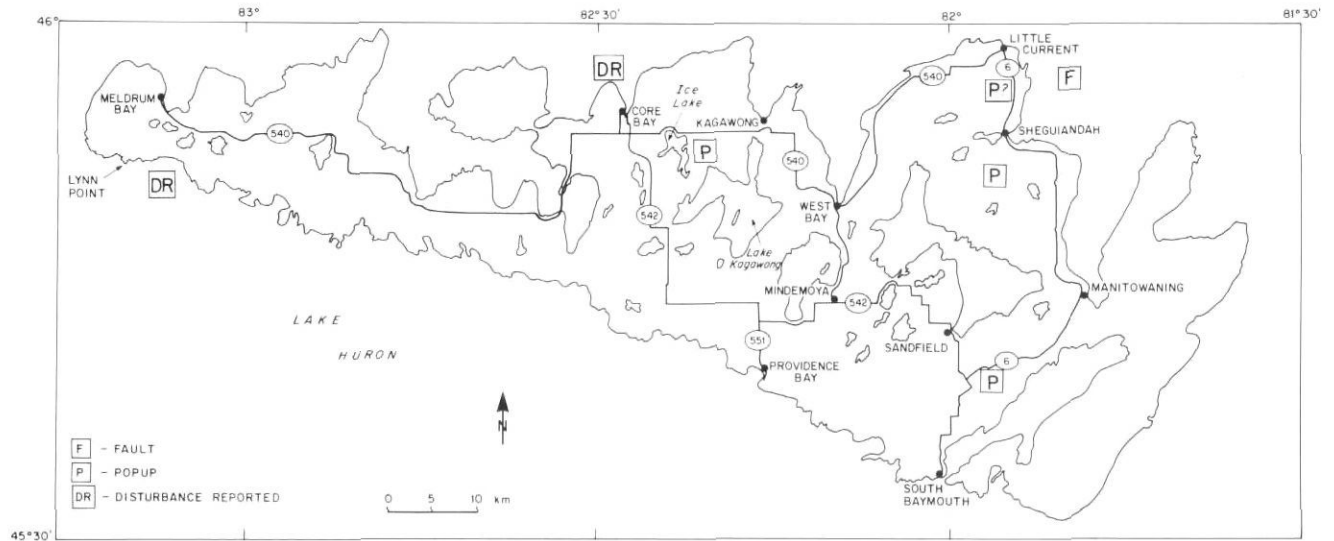 83°
82°30'
82°
81°30'
46°
LITTLE
CURRENT
6
540
F
DR
P?
MELDRUM
BAY
Ice
Lake
CORE
BAY
KAGAWONG
SHEGUIANDAH
540
P
540
P
LYNN
POINT
DR
542
WEST
BAY
Lake
Kagawong
MINDEMOYA
542
MANITOWANING
LAKE
HURON
551
SANDFIELD
PROVIDENCE
BAY
6
P
N
F - FAULT
P - POPUP
DR - DISTURBANCE REPORTED
0 5 10 km
SOUTH
BAYMOUTH
45°30'